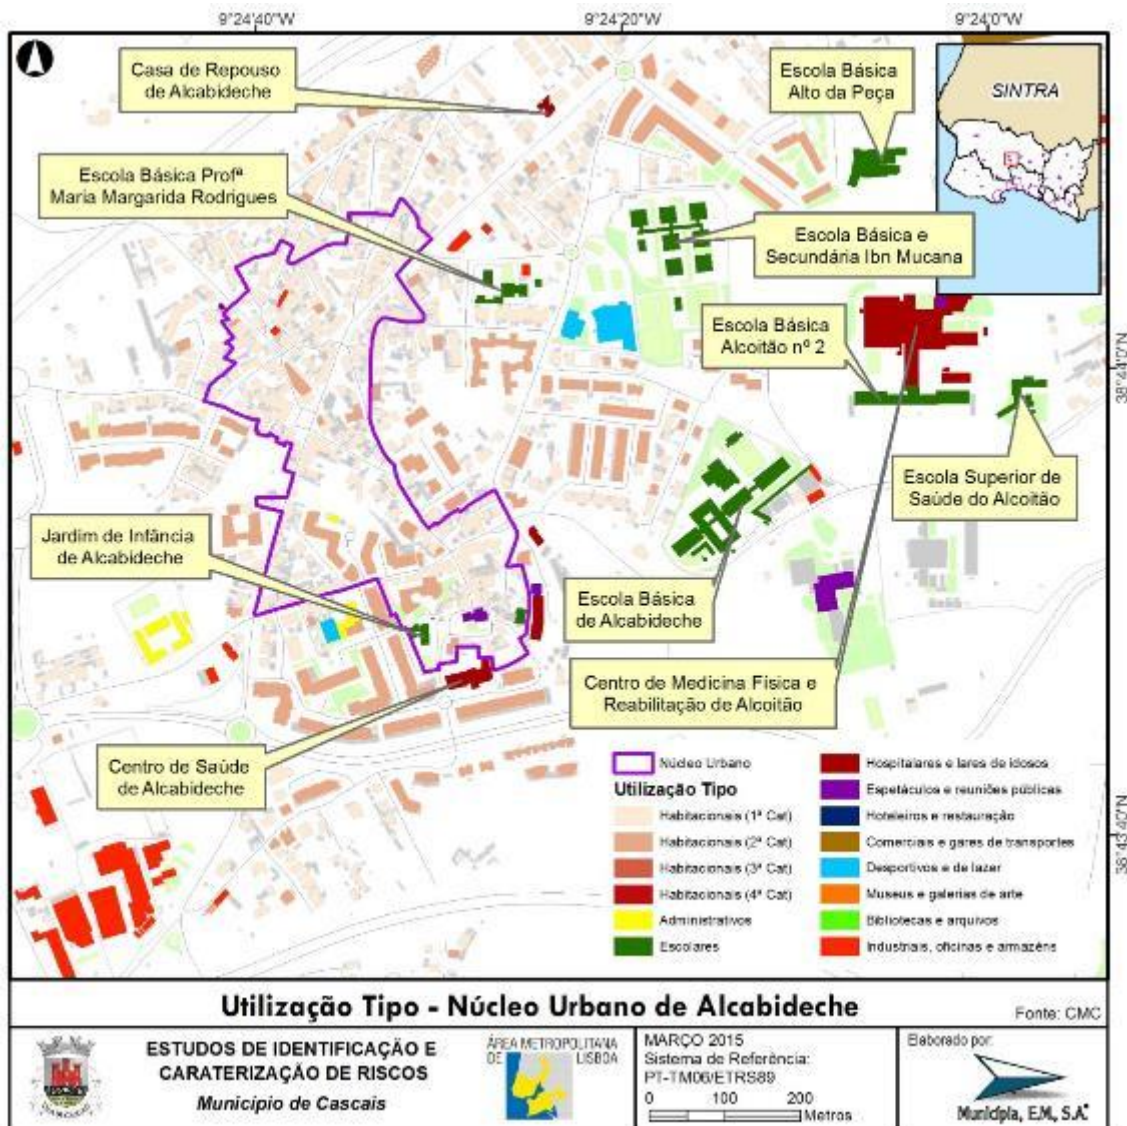 9°24'40"W
9°24'20"W
9°24'0"W
Casa de Repouso
de Alcabideche
Escola Básica
Alto da Peça
SINTRA
Escola Básica Profª
Maria Margarida Rodrigues
Escola Básica e
Secundária Ibn Mucana
Escola Básica
Alcoitão nº 2
38°44'0"N
Escola Superior de
Saúde do Alcoitão
Jardim de Infância
de Alcabideche
Escola Básica
de Alcabideche
Centro de Medicina Física e
Reabilitação de Alcoitão
Centro de Saúde
de Alcabideche
38°43'40"N
Núcleo Urbano
Utilização Tipo
Habitacionais (1ª Cat)
Habitacionais (2ª Cat)
Habitacionais (3ª Cat)
Habitacionais (4ª Cat)
Administrativos
Escolares
Hospitalares e lares de idosos
Espetáculos e reuniões públicas
Hoteleiros e restauração
Comerciais e gares de transportes
Desportivos e de lazer
Museus e galerias de arte
Bibliotecas e arquivos
Industriais, oficinas e armazéns
Utilização Tipo - Núcleo Urbano de Alcabideche
Fonte: CMC
ESTUDOS DE IDENTIFICAÇÃO E
CARATERIZAÇÃO DE RISCOS
Município de Cascais
ÁREA METROPOLITANA
DE LISBOA
MARÇO 2015
Sistema de Referência:
PT-TM06/ETRS89
0 100 200
Metros
Elaborado por:
Municípia, E.M., S.A.